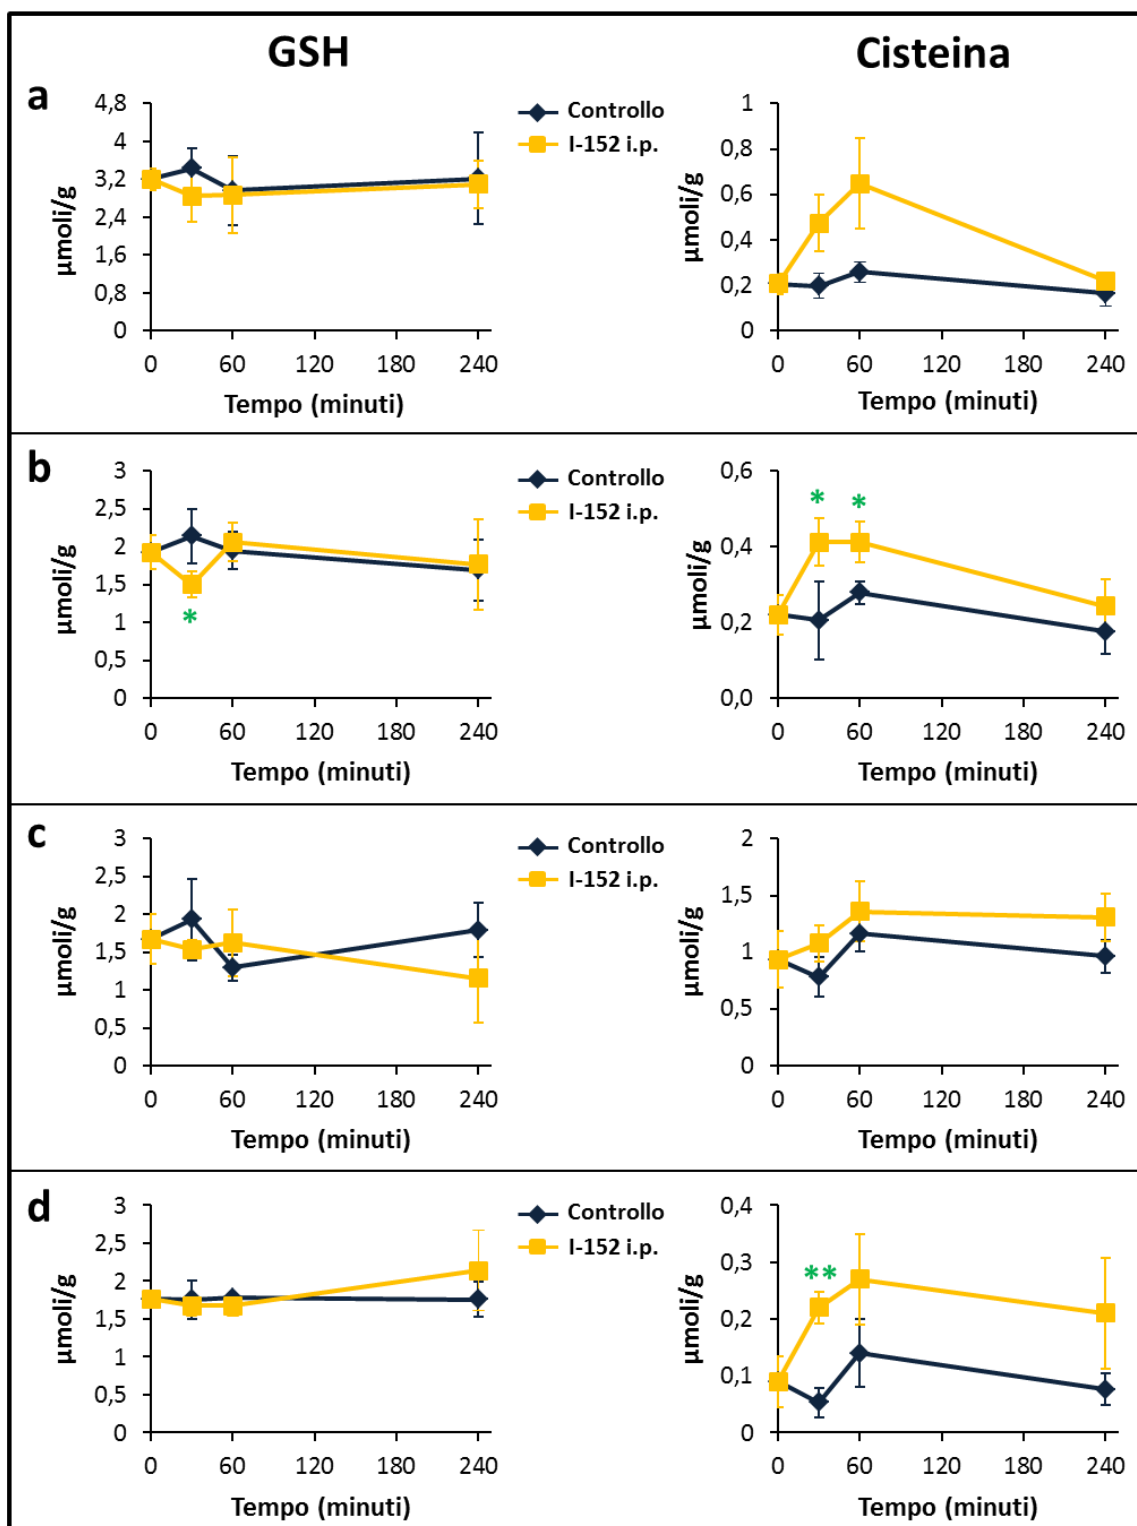 GSH
Cisteina
a
4,8
4
3,2
2,4
1,6
0,8
0
µmoli/g
0 60 120 180 240
Tempo (minuti)
Controllo
I-152 i.p.
1
0,8
0,6
0,4
0,2
0
µmoli/g
0 60 120 180 240
Tempo (minuti)
b
3
2,5
2
1,5
1
0,5
0
µmoli/g
*
0 60 120 180 240
Tempo (minuti)
Controllo
I-152 i.p.
0,6
0,4
0,2
0,0
µmoli/g
* *
0 60 120 180 240
Tempo (minuti)
c
3
2,5
2
1,5
1
0,5
0
µmoli/g
0 60 120 180 240
Tempo (minuti)
Controllo
I-152 i.p.
2
1,5
1
0,5
0
µmoli/g
0 60 120 180 240
Tempo (minuti)
d
3
2,5
2
1,5
1
0,5
0
µmoli/g
0 60 120 180 240
Tempo (minuti)
Controllo
I-152 i.p.
0,4
0,3
0,2
0,1
0
µmoli/g
**
0 60 120 180 240
Tempo (minuti)